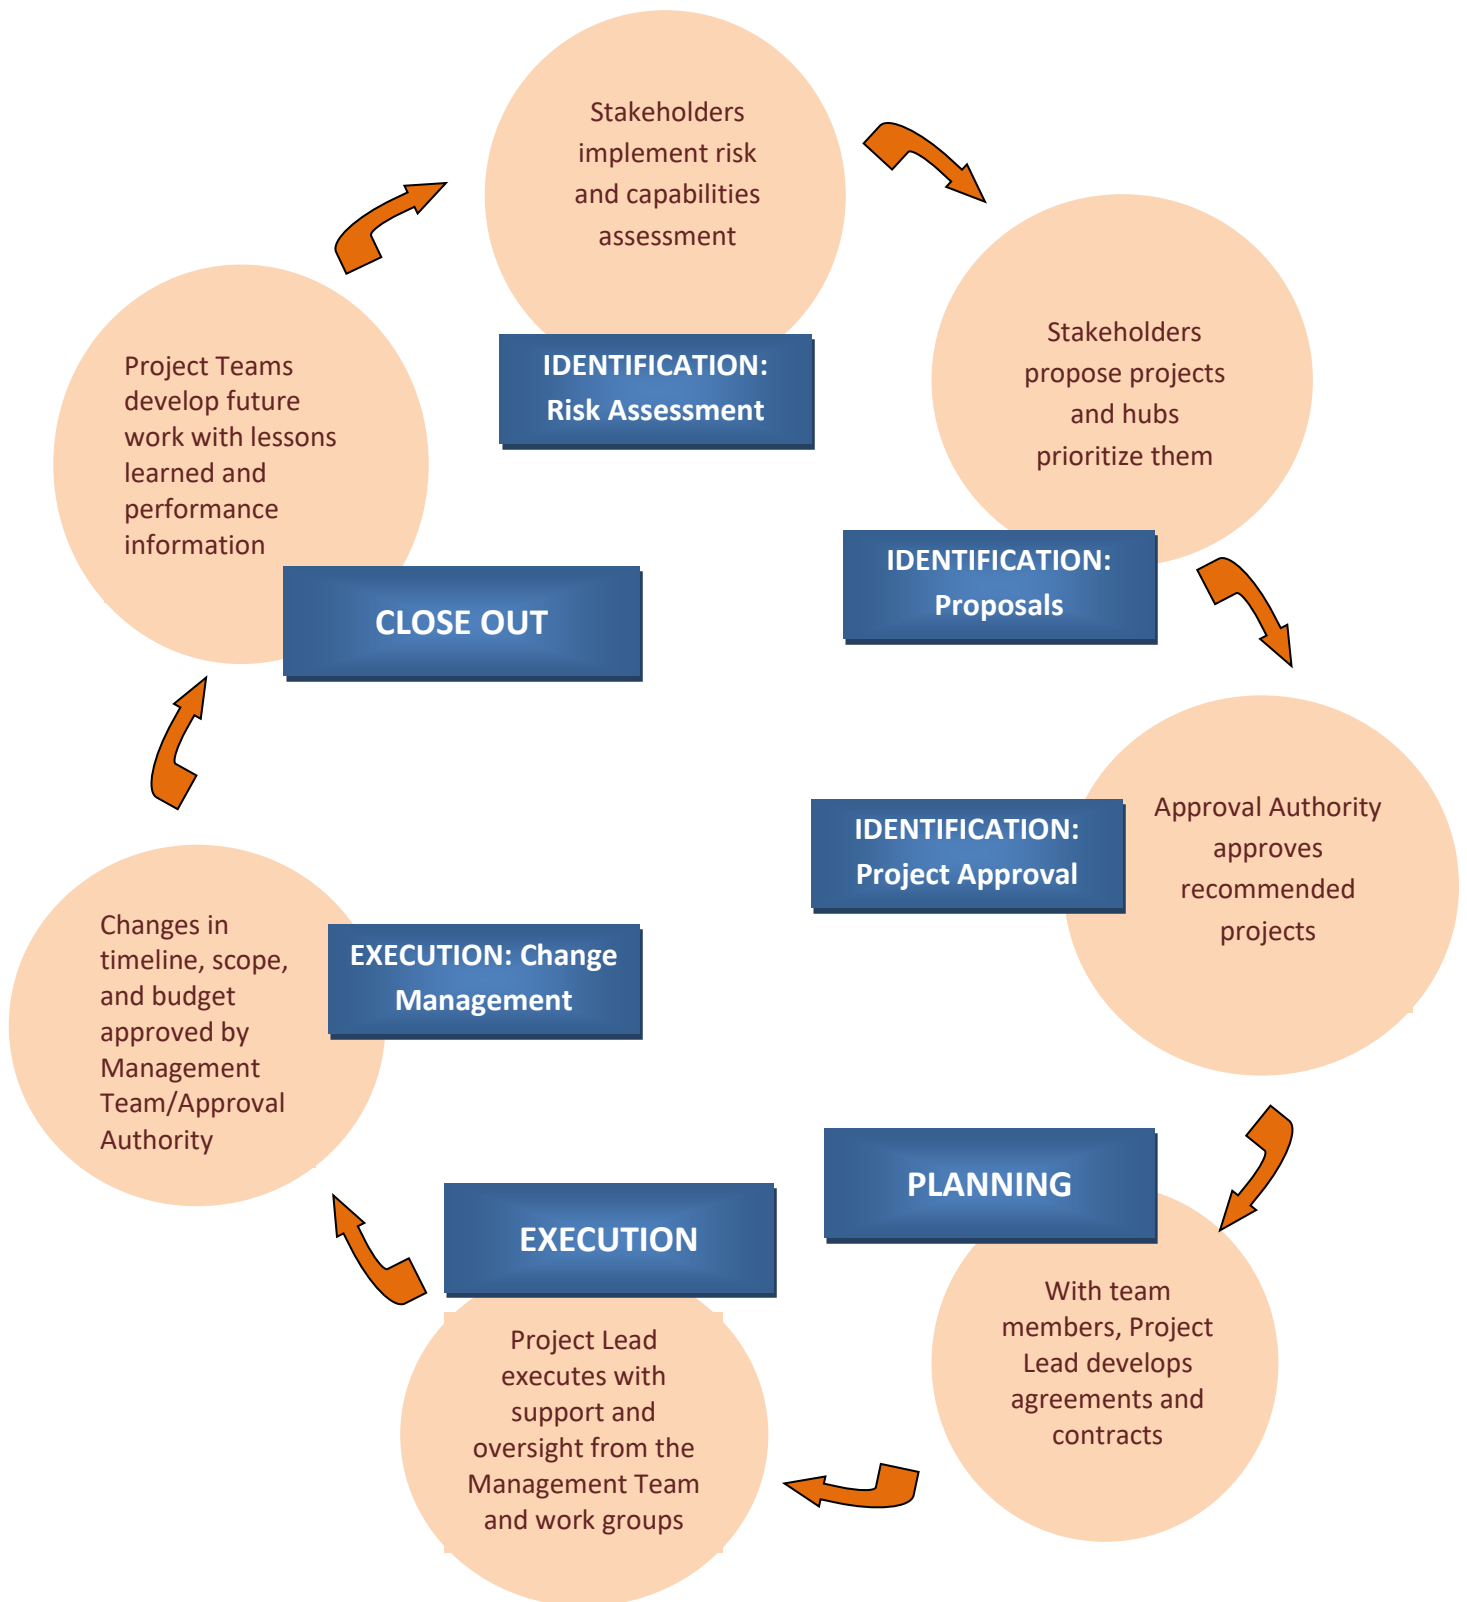 Stakeholders
implement risk
and capabilities
assessment
IDENTIFICATION:
Risk Assessment
Stakeholders
propose projects
and hubs
prioritize them
IDENTIFICATION:
Proposals
Approval Authority
approves
recommended
projects
IDENTIFICATION:
Project Approval
PLANNING
With team
members, Project
Lead develops
agreements and
contracts
EXECUTION
Project Lead
executes with
support and
oversight from the
Management Team
and work groups
EXECUTION: Change
Management
Changes in
timeline, scope,
and budget
approved by
Management
Team/Approval
Authority
Project Teams
develop future
work with lessons
learned and
performance
information
CLOSE OUT